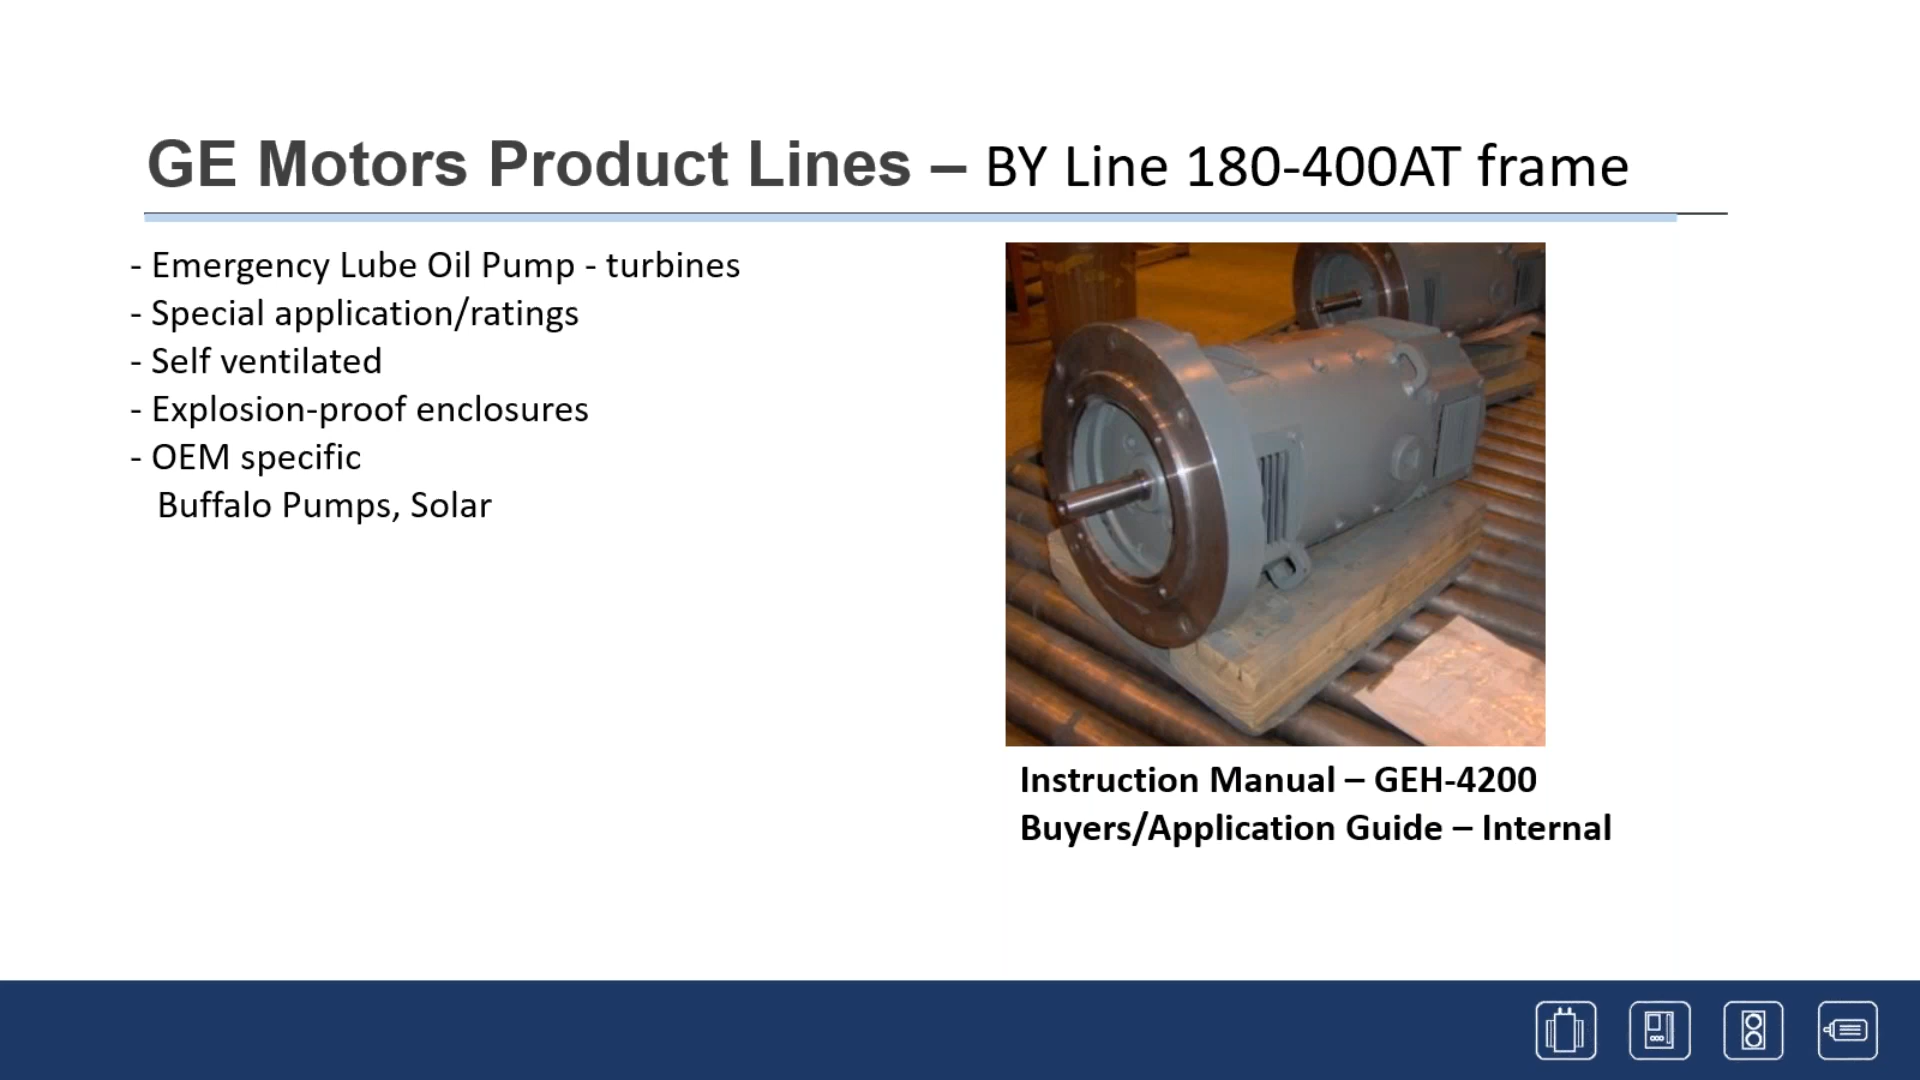 GE Motors Product Lines – BY Line 180-400AT frame
- Emergency Lube Oil Pump - turbines
- Special application/ratings
- Self ventilated
- Explosion-proof enclosures
- OEM specific
Buffalo Pumps, Solar
Instruction Manual – GEH-4200
Buyers/Application Guide – Internal